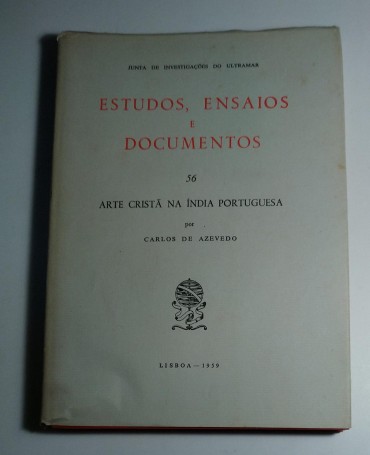 JUNTA DE INVESTIGAÇÕES DO ULTRAMAR
ESTUDOS, ENSAIOS
E
DOCUMENTOS
56
ARTE CRISTÃ NA ÍNDIA PORTUGUESA
por
CARLOS DE AZEVEDO
LISBOA — 1959